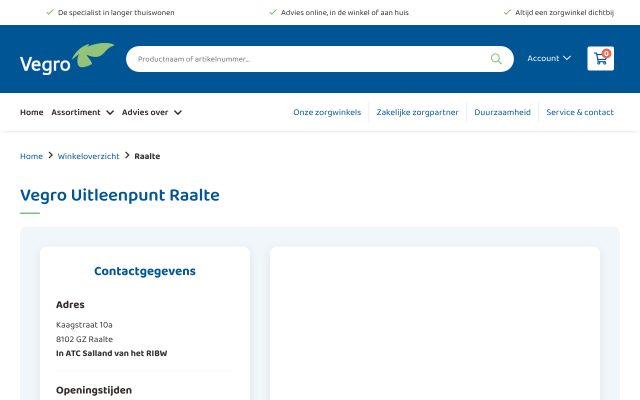 De specialist in langer thuiswonen
Advies online, in de winkel of aan huis
Altijd een zorgwinkel dichtbij
Vegro
Productnaam of artikelnummer...
Account
0
Home Assortiment Advies over
Onze zorgwinkels Zakelijke zorgpartner Duurzaamheid Service & contact
Home Winkeloverzicht Raalte
Vegro Uitleenpunt Raalte
Contactgegevens
Adres
Kaagstraat 10a
8102 GZ Raalte
In ATC Salland van het RIBW
Openingstijden